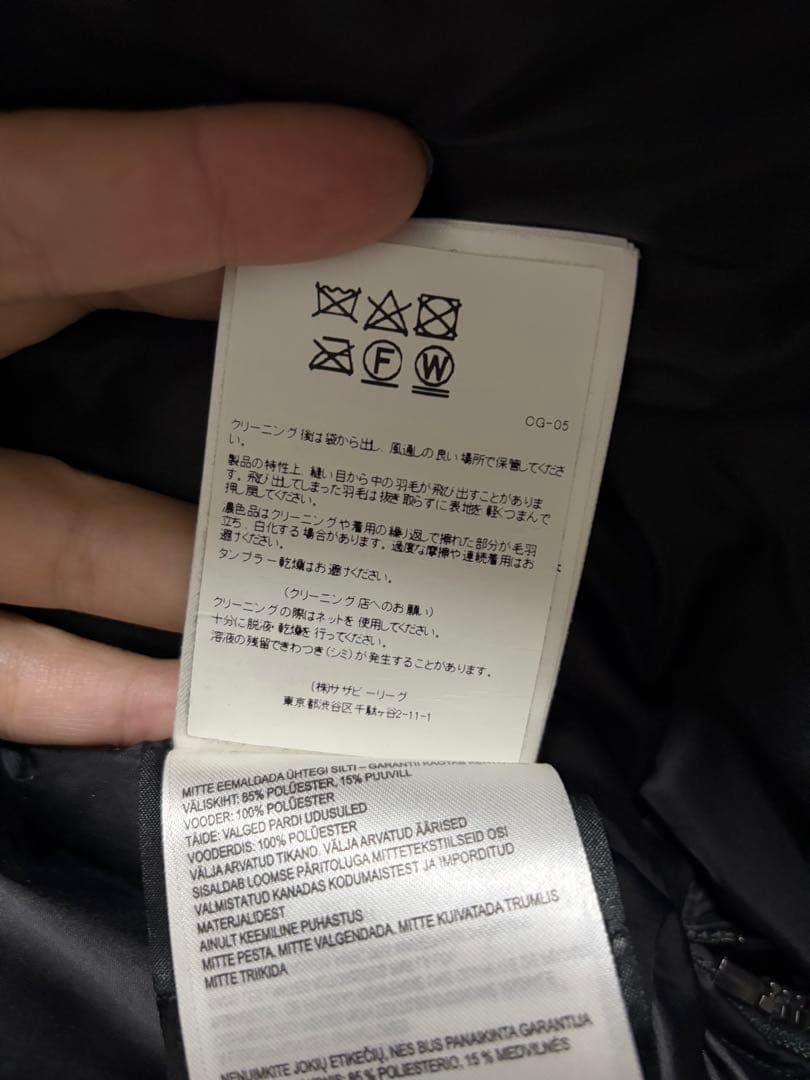 F W
CG-05
クリーニング後は袋から出し、風通しの良い場所で保管してくださ
い。
製品の特性上、縫い目から中の羽毛が飛び出すことがありま
す。飛び出してしまった羽毛は抜き取らずに表地を軽くつまんで
押し戻してください。
濃色品はクリーニングや着用の繰り返しで擦れた部分が毛羽
立ち、白化する場合があります。過度な摩擦や連続着用はお
避けください。
タンブラー乾燥はお避けください。
(クリーニング店へのお願い)
クリーニングの際はネットを使用してください。
十分に脱液・乾燥を行ってください。
溶液の残留できわつき(シミ)が発生することがあります。
(株)サザビーリーグ
東京都渋谷区千駄ヶ谷2-11-1
MITTE EEMALDADA ÜHTEGI SILTI – GARANTII
VÄLISKIHT: 85% POLÜESTER, 15% PUUVILL
VOODER: 100% POLÜESTER
TÄIDE: VALGED PARDI UDUSULED
VOODERDIS: 100% POLÜESTER
VÄLJA ARVATUD TIKAND. VÄLJA ARVATUD ÄÄRISED
SISALDAB LOOMSE PÄRITOLUGA MITTETEKSTIILSEID OSI
VALMISTATUD KANADAS KODUMAISTEST JA IMPORDITUD
MATERJALIDEST
AINULT KEEMILINE PUHASTUS
MITTE PESTA. MITTE VALGENDADA. MITTE KUIVATADA TRUMLIS
MITTE TRIIKIDA
NENUIMKITE JOKIŲ ETIKEČIŲ, NES BUS PANAIKINTA GARANTIJA
85 % POLIESTERIO, 15 % MEDVILNĖS